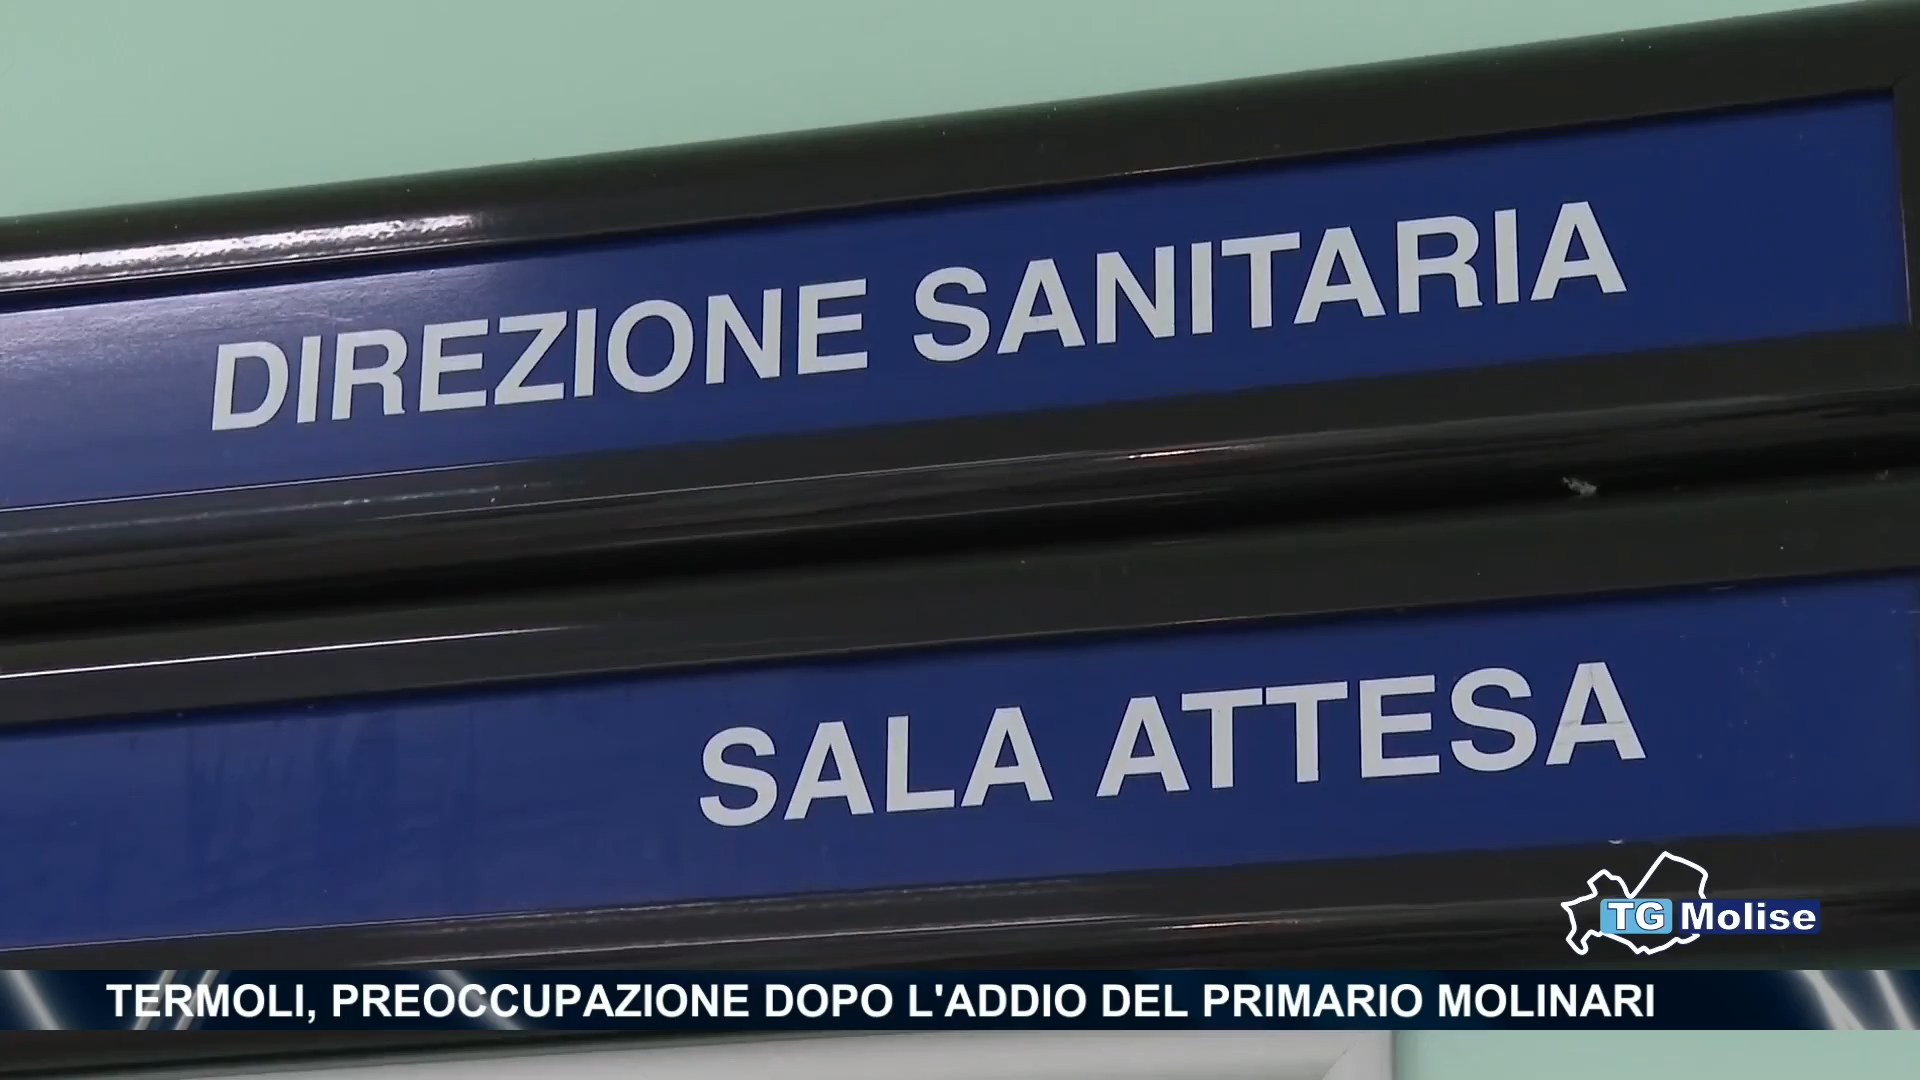 DIREZIONE SANITARIA
SALA ATTESA
TG Molise
TERMOLI, PREOCCUPAZIONE DOPO L'ADDIO DEL PRIMARIO MOLINARI